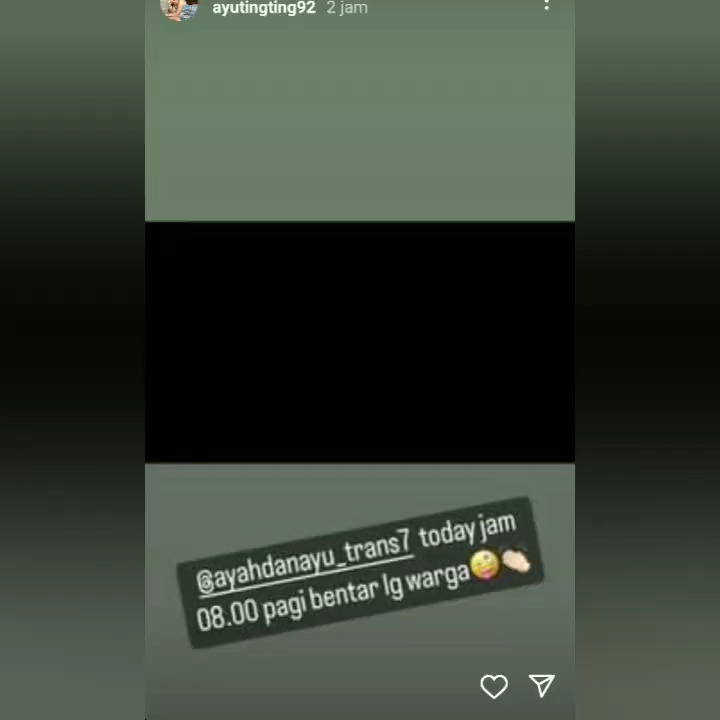 ayutingting92 2 jam
@ayahdanayu_trans7 today jam
08.00 pagi bentar lg warga🤪👏🏻